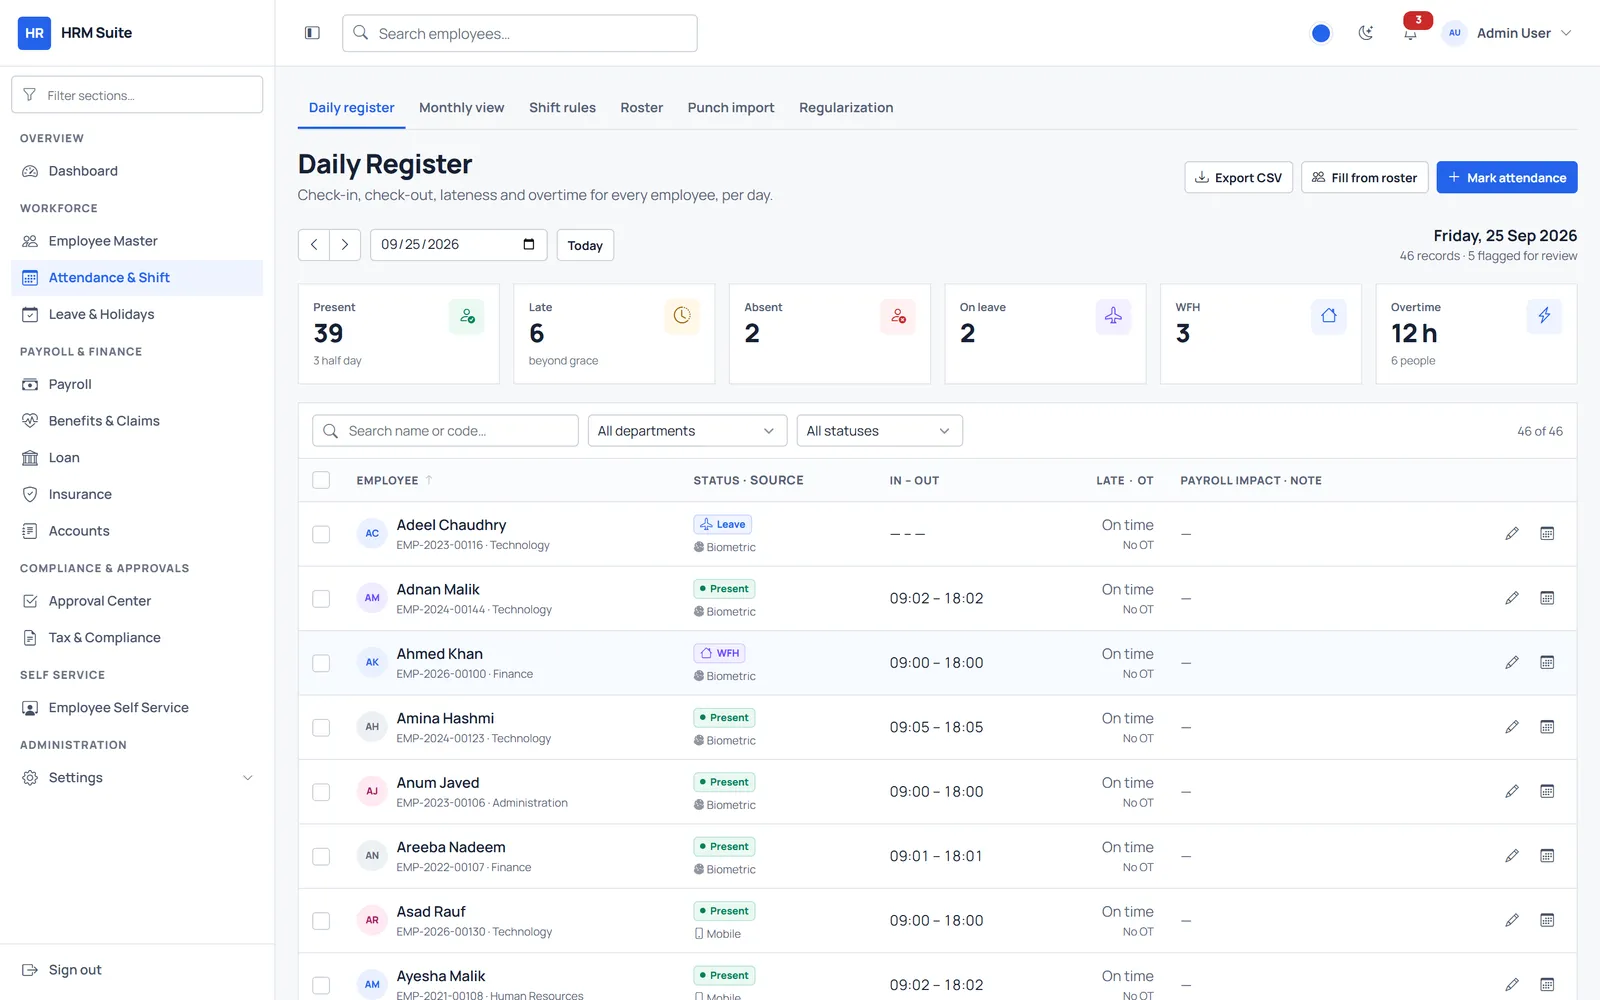 HR HRM Suite
Search employees...
3
AU Admin User
Filter sections...
OVERVIEW
Dashboard
WORKFORCE
Employee Master
Attendance & Shift
Leave & Holidays
PAYROLL & FINANCE
Payroll
Benefits & Claims
Loan
Insurance
Accounts
COMPLIANCE & APPROVALS
Approval Center
Tax & Compliance
SELF SERVICE
Employee Self Service
ADMINISTRATION
Settings
Sign out
Daily register Monthly view Shift rules Roster Punch import Regularization
Daily Register
Check-in, check-out, lateness and overtime for every employee, per day.
Export CSV Fill from roster + Mark attendance
09/25/2026 Today
Friday, 25 Sep 2026
46 records · 5 flagged for review
Present
39
3 half day
Late
6
beyond grace
Absent
2
On leave
2
WFH
3
Overtime
12 h
6 people
Search name or code... All departments All statuses 46 of 46
EMPLOYEE ↑ STATUS · SOURCE IN – OUT LATE · OT PAYROLL IMPACT · NOTE
AC Adeel Chaudhry Leave On time
EMP-2023-00116 · Technology Biometric — – — No OT —
AM Adnan Malik Present 09:02 – 18:02 On time
EMP-2024-00144 · Technology Biometric No OT —
AK Ahmed Khan WFH 09:00 – 18:00 On time
EMP-2026-00100 · Finance Biometric No OT —
AH Amina Hashmi Present 09:05 – 18:05 On time
EMP-2024-00123 · Technology Biometric No OT —
AJ Anum Javed Present 09:00 – 18:00 On time
EMP-2023-00106 · Administration Biometric No OT —
AN Areeba Nadeem Present 09:01 – 18:01 On time
EMP-2022-00107 · Finance Biometric No OT —
AR Asad Rauf Present 09:00 – 18:00 On time
EMP-2026-00130 · Technology Mobile No OT —
AM Ayesha Malik Present 09:02 – 18:02 On time
EMP-2021-00108 · Human Resources Mobile No OT —